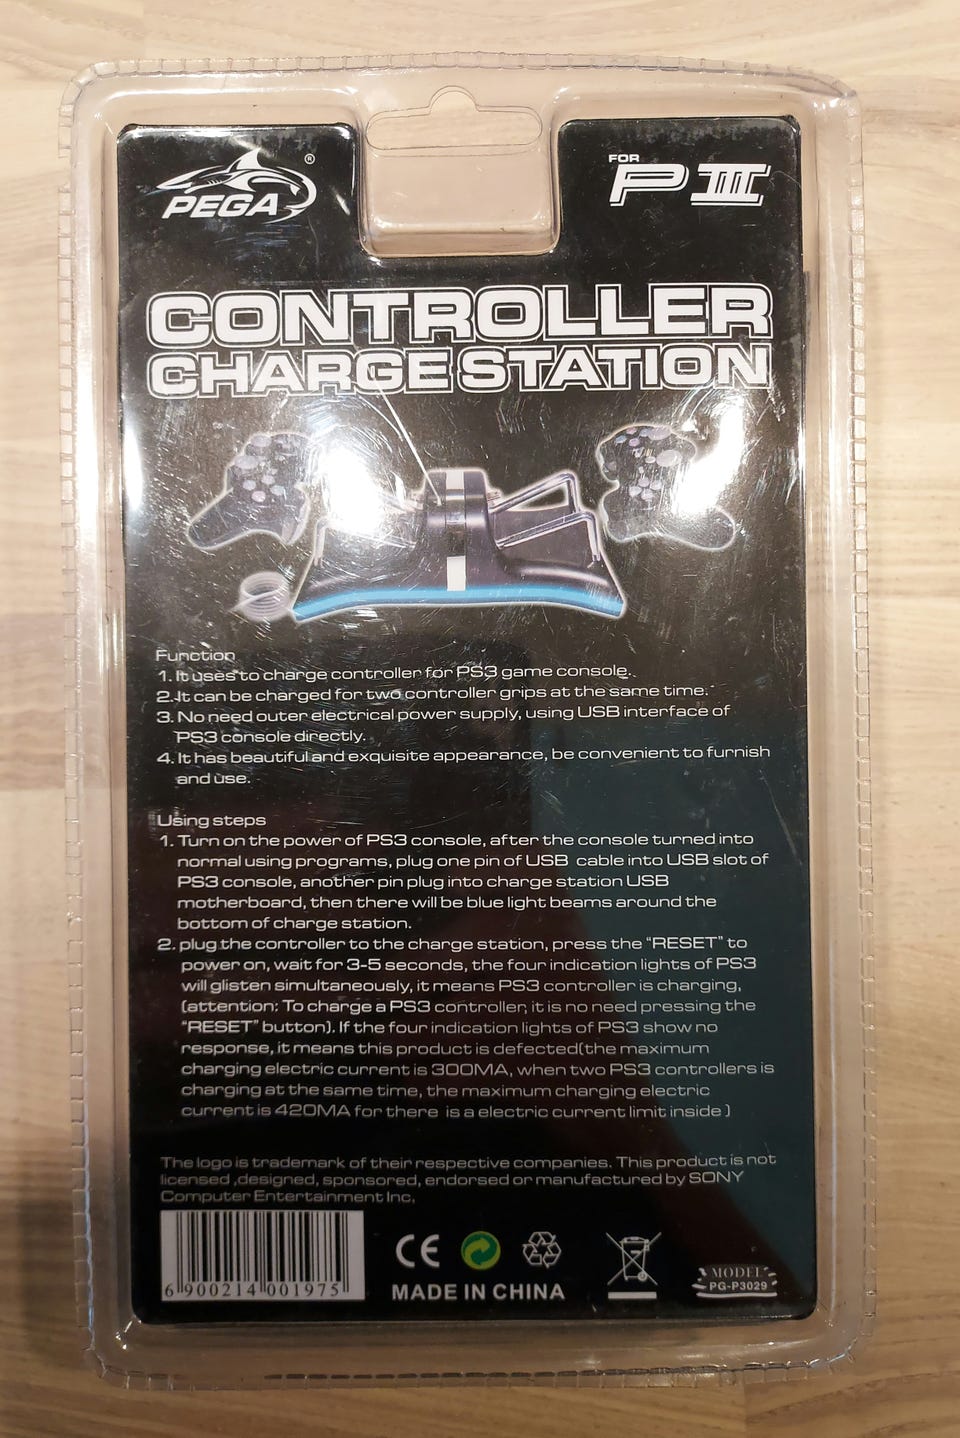 PEGA ®
FOR
P III
CONTROLLER
CHARGE STATION
Function
1. It uses to charge controller for PS3 game console.
2. It can be charged for two controller grips at the same time.
3. No need outer electrical power supply, using USB interface of
PS3 console directly.
4. It has beautiful and exquisite appearance, be convenient to furnish
and use.
Using steps
1. Turn on the power of PS3 console, after the console turned into
normal using programs, plug one pin of USB cable into USB slot of
PS3 console, another pin plug into charge station USB
motherboard, then there will be blue light beams around the
bottom of charge station.
2. plug the controller to the charge station, press the "RESET" to
power on, wait for 3-5 seconds, the four indication lights of PS3
will glisten simultaneously, it means PS3 controller is charging,
(attention: To charge a PS3 controller, it is no need pressing the
"RESET" button). If the four indication lights of PS3 show no
response, it means this product is defected(the maximum
charging electric current is 300MA, when two PS3 controllers is
charging at the same time, the maximum charging electric
current is 420MA for there is a electric current limit inside )
The logo is trademark of their respective companies. This product is not
licensed ,designed, sponsored, endorsed or manufactured by SONY
Computer Entertainment Inc.
6 900214 001975
CE
MADE IN CHINA
MODEL
PG-P3029